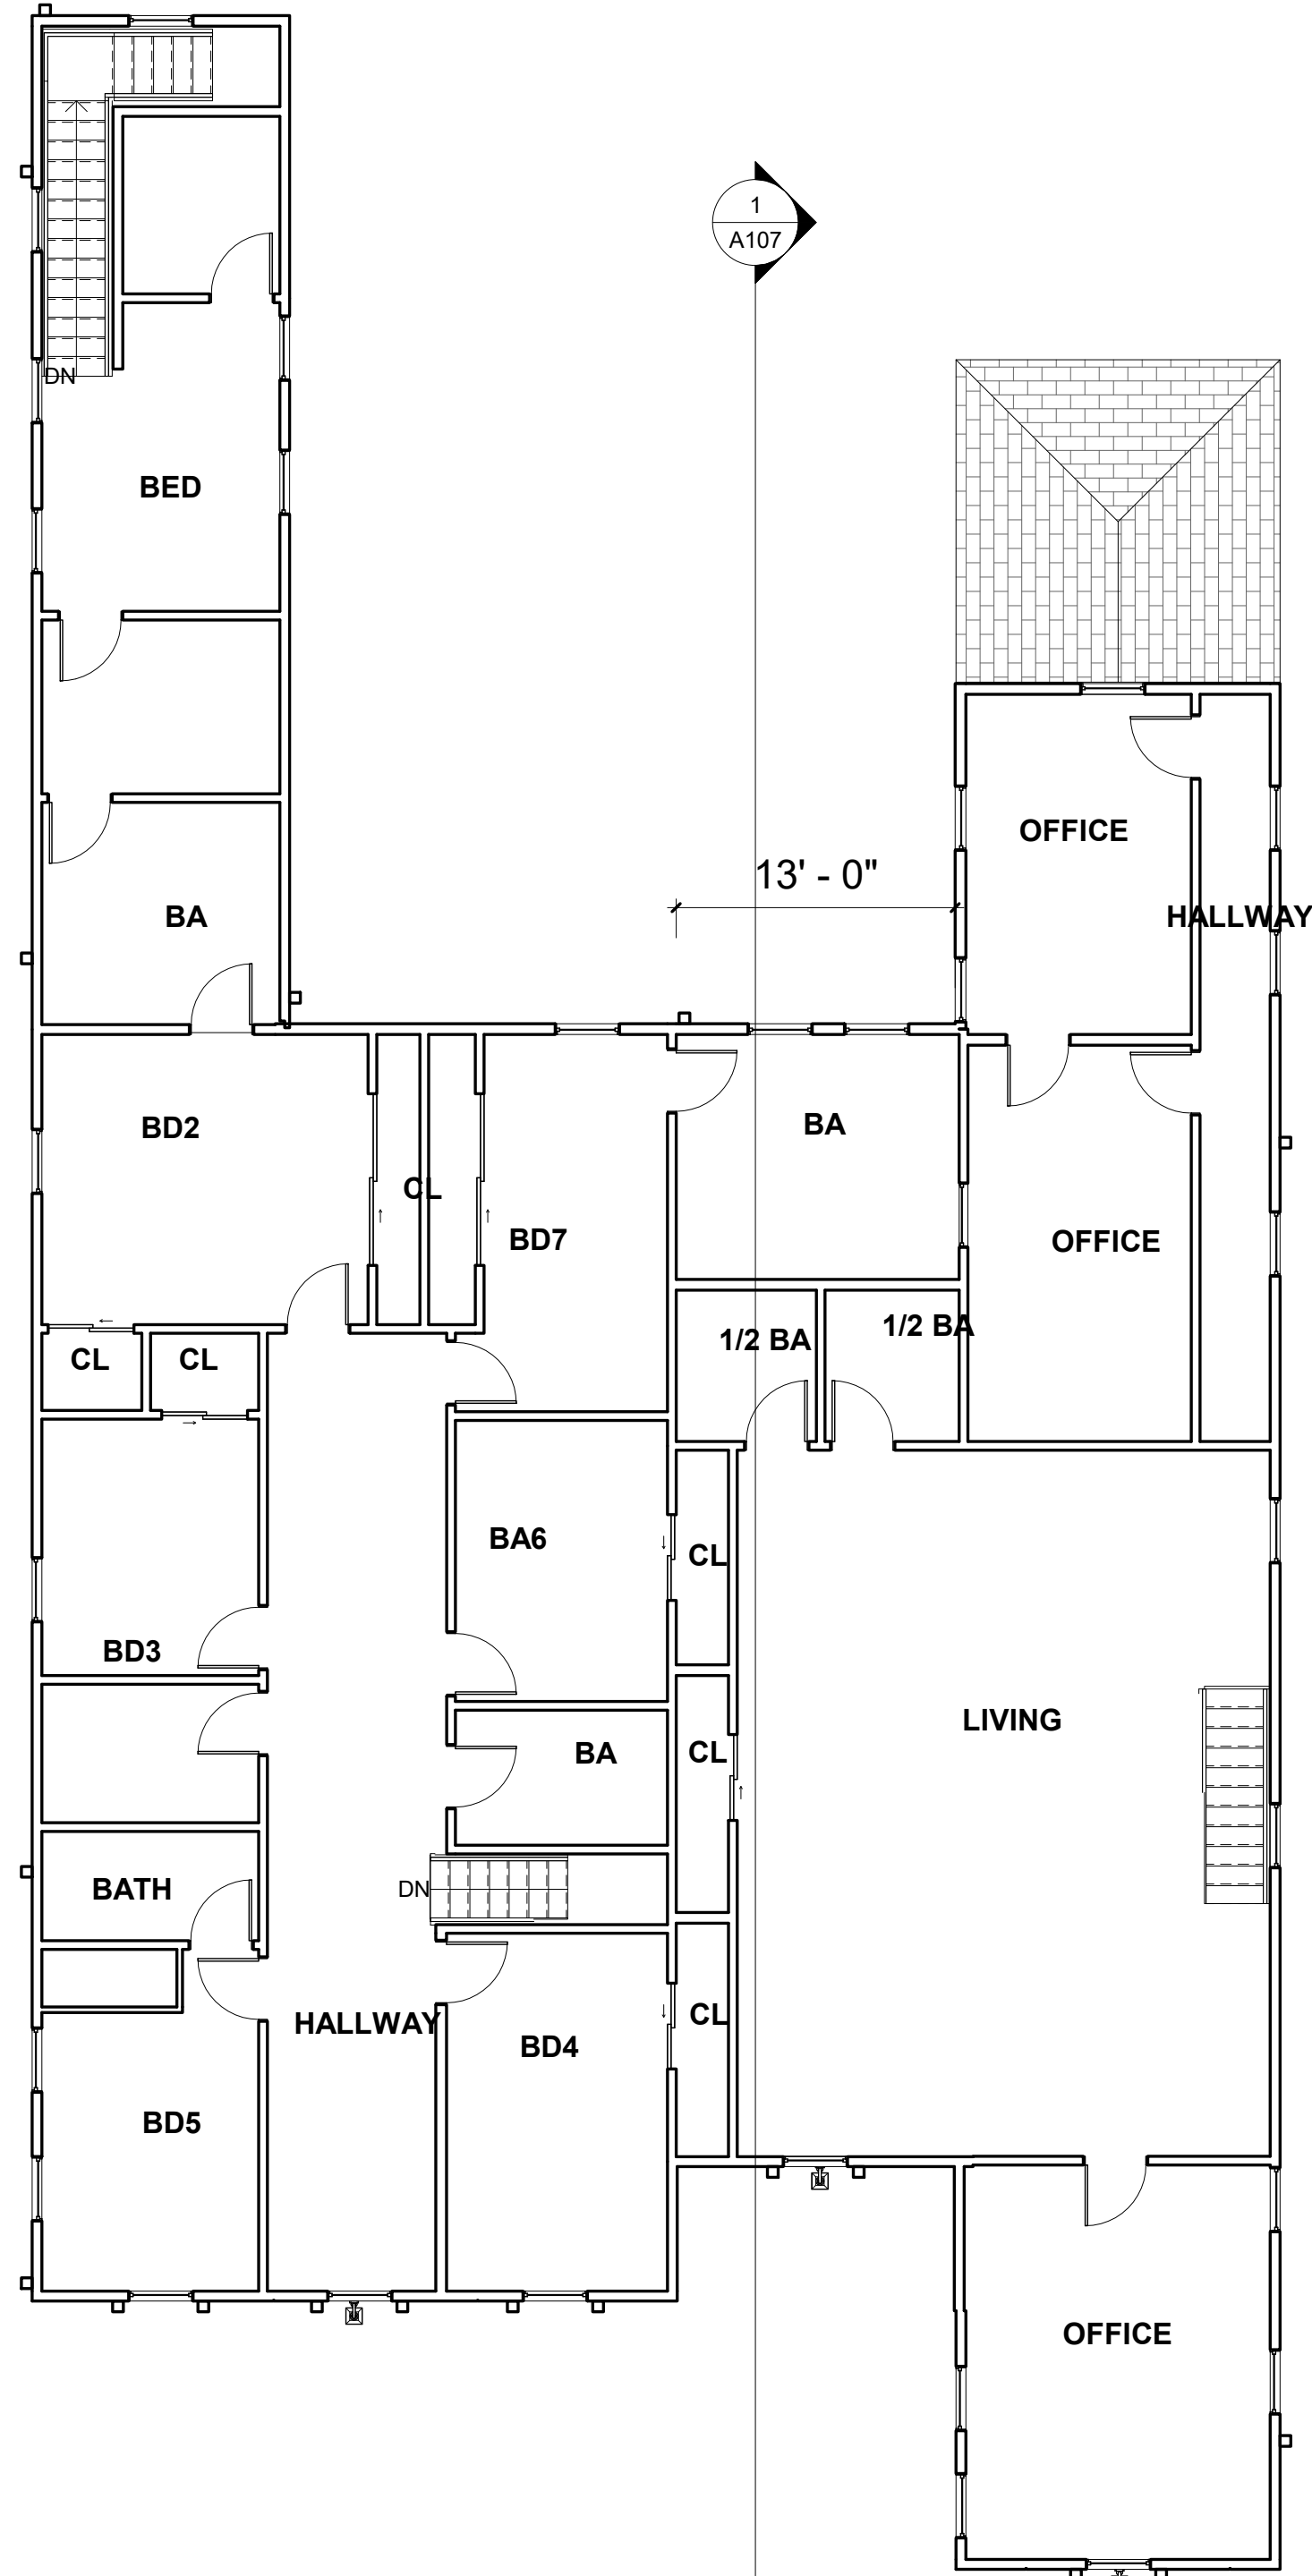 1
A107
DN
BED
OFFICE
13' - 0"
BA
HALLWAY
BD2
BA
CL
BD7
OFFICE
1/2 BA
1/2 BA
CL
CL
BA6
CL
BD3
LIVING
BA
CL
BATH
DN
HALLWAY
CL
BD4
BD5
OFFICE